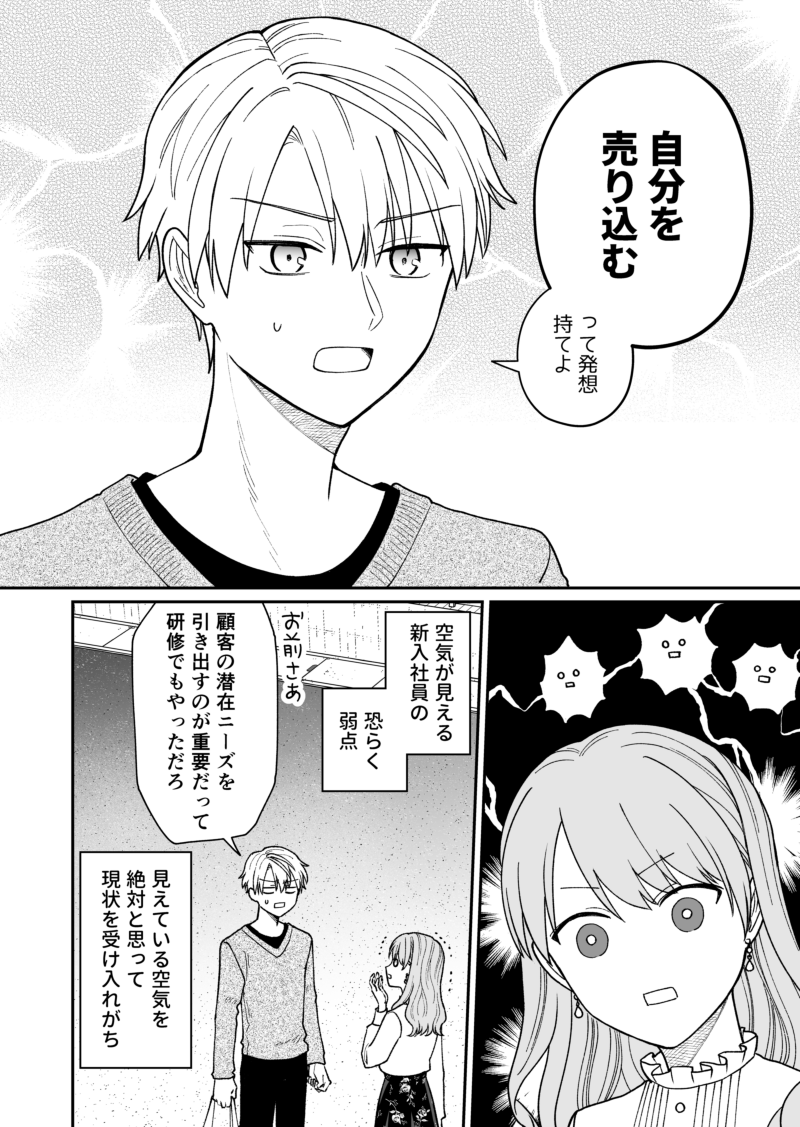 自分を
売り込む
って発想
持てよ
空気が見える
新入社員の
恐らく
弱点
お前さあ
顧客の潜在ニーズを
引き出すのが重要だって
研修でもやっただろ
見えている空気を
絶対と思って
現状を受け入れがち